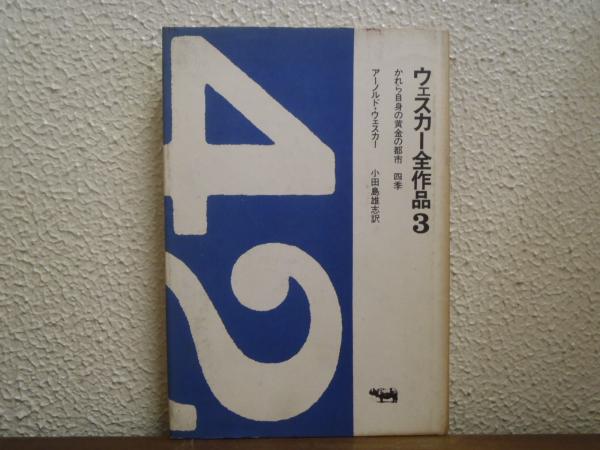 ウェスカー全作品3
かれら自身の黄金の都市 四季
アーノルド・ウェスカー 小田島雄志訳
42